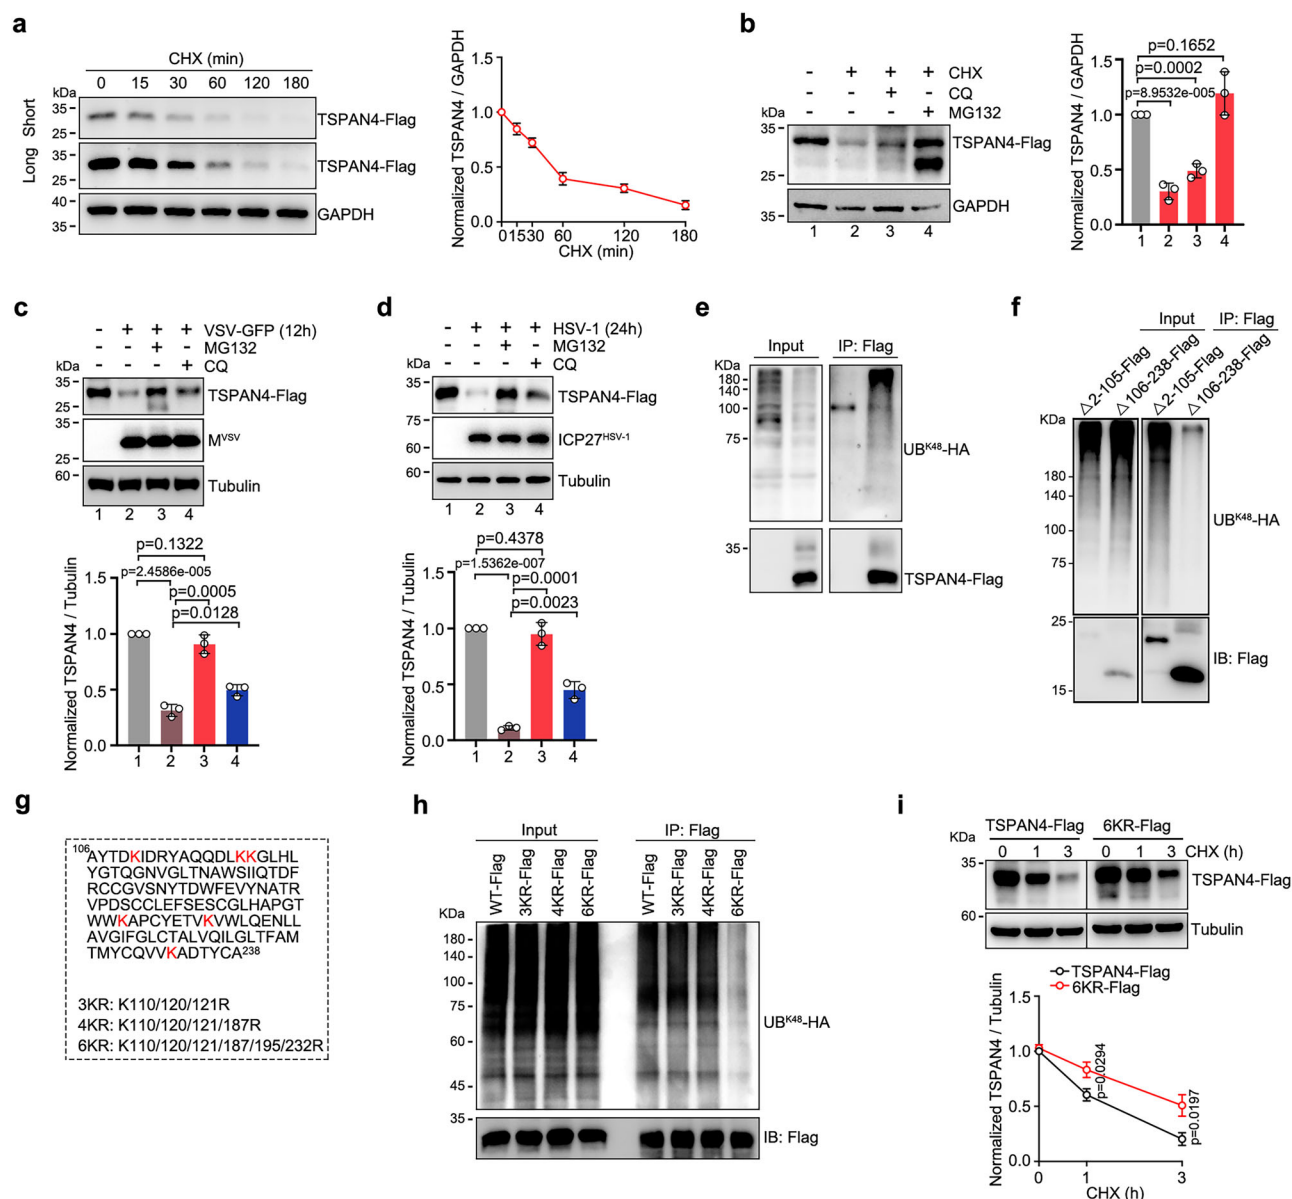 a
CHX (min)
0 15 30 60 120 180
kDa
Short
35
25
TSPAN4-Flag
Long
35
25
TSPAN4-Flag
40
35
GAPDH
Normalized TSPAN4 / GAPDH
1.5
1.0
0.5
0.0
0 15 30 60 120 180
CHX (min)
b
- + + + CHX
- - + - CQ
- - - + MG132
kDa
35
25
TSPAN4-Flag
35
GAPDH
1 2 3 4
Normalized TSPAN4 / GAPDH
p=0.1652
p=0.0002
p=8.9532e-005
1.5
1.0
0.5
0.0
1 2 3 4
c
- + + + VSV-GFP (12h)
- - + - MG132
- - - + CQ
kDa
35
25
TSPAN4-Flag
35
25
MVSV
60
Tubulin
1 2 3 4
Normalized TSPAN4 / Tubulin
p=0.1322
p=2.4586e-005
p=0.0005
p=0.0128
1.5
1.0
0.5
0.0
1 2 3 4
d
- + + + HSV-1 (24h)
- - + - MG132
- - - + CQ
kDa
35
25
TSPAN4-Flag
75
60
ICP27HSV-1
60
Tubulin
1 2 3 4
Normalized TSPAN4 / Tubulin
p=0.4378
p=1.5362e-007
p=0.0001
p=0.0023
1.5
1.0
0.5
0.0
1 2 3 4
e
Input IP: Flag
KDa
180
140
100
75
UBK48-HA
35
TSPAN4-Flag
f
Input IP: Flag
△2-105-Flag
△106-238-Flag
△2-105-Flag
△106-238-Flag
KDa
180
140
100
75
UBK48-HA
25
15
IB: Flag
g
106AYTDKIDRYAQQDLKKGLHL
YGTQGNVGLTNAWSIIQTDF
RCCGVSNYTDWFEVYNATR
VPDSCCLEFSESCGLHAPGT
WWKAPCYETVKVWLQENLL
AVGIFGLCTALVQILGLTFAM
TMYCQVVKADTYCA238
3KR: K110/120/121R
4KR: K110/120/121/187R
6KR: K110/120/121/187/195/232R
h
Input IP: Flag
WT-Flag
3KR-Flag
4KR-Flag
6KR-Flag
WT-Flag
3KR-Flag
4KR-Flag
6KR-Flag
KDa
180
140
100
75
60
45
UBK48-HA
35
IB: Flag
i
TSPAN4-Flag 6KR-Flag
KDa
0 1 3 0 1 3 CHX (h)
35
TSPAN4-Flag
60
Tubulin
TSPAN4-Flag
6KR-Flag
Normalized TSPAN4 / Tubulin
1.5
1.0
0.5
0.0
p=0.0294
p=0.0197
0 1 3
CHX (h)